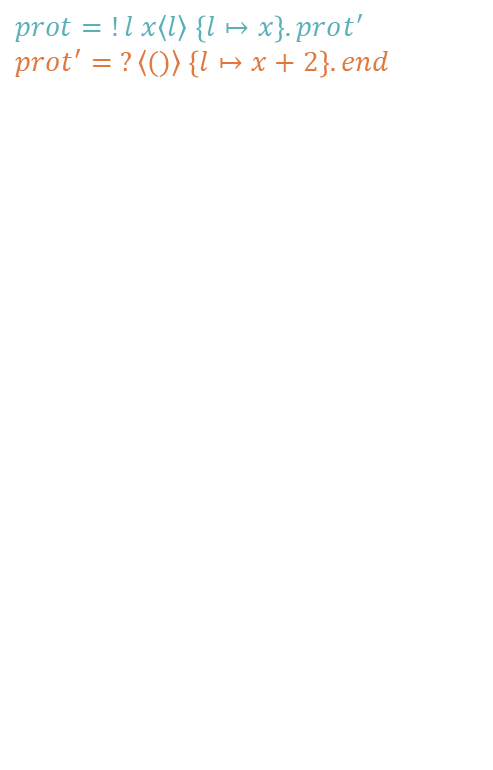 prot = ! l x⟨l⟩ {l ↦ x}. prot′
prot′ = ? ⟨()⟩ {l ↦ x + 2}. end